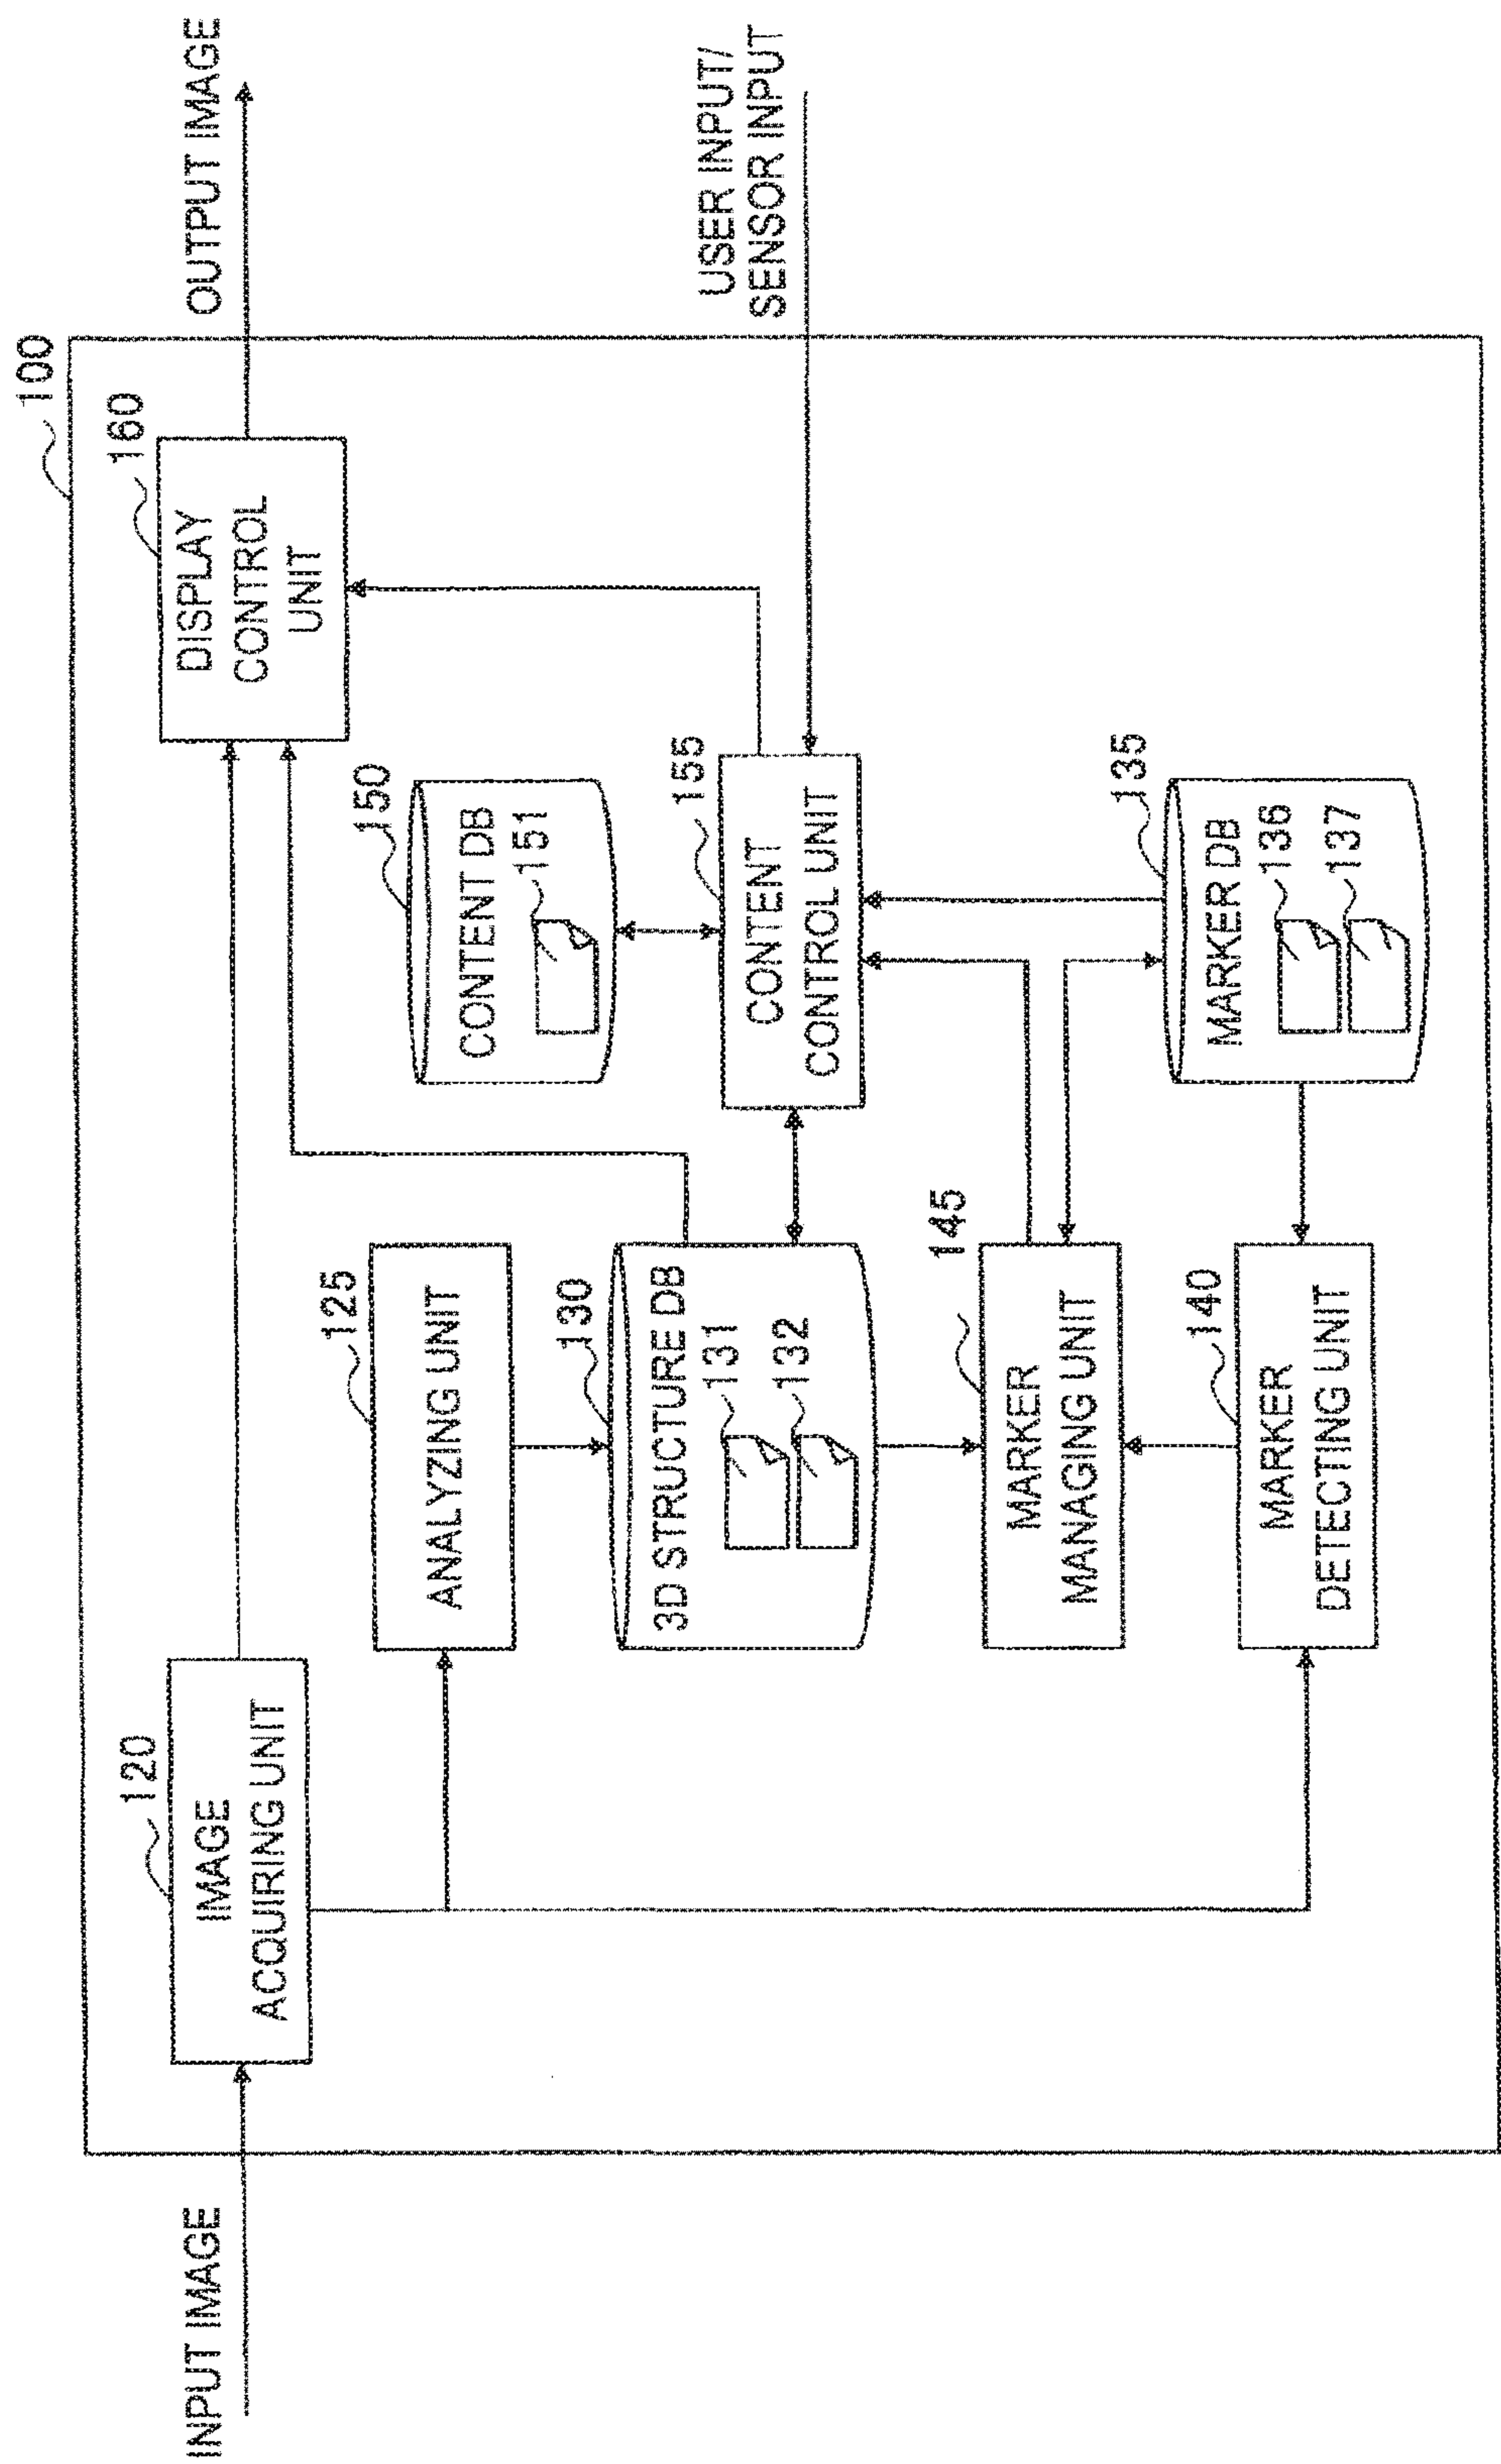 100
INPUT IMAGE
120
IMAGE
ACQUIRING UNIT
160
DISPLAY
CONTROL
UNIT
OUTPUT IMAGE
125
ANALYZING UNIT
150
CONTENT DB
151
130
3D STRUCTURE DB
131
132
155
CONTENT
CONTROL UNIT
USER INPUT/
SENSOR INPUT
145
MARKER
MANAGING UNIT
135
MARKER DB
136
137
140
MARKER
DETECTING UNIT